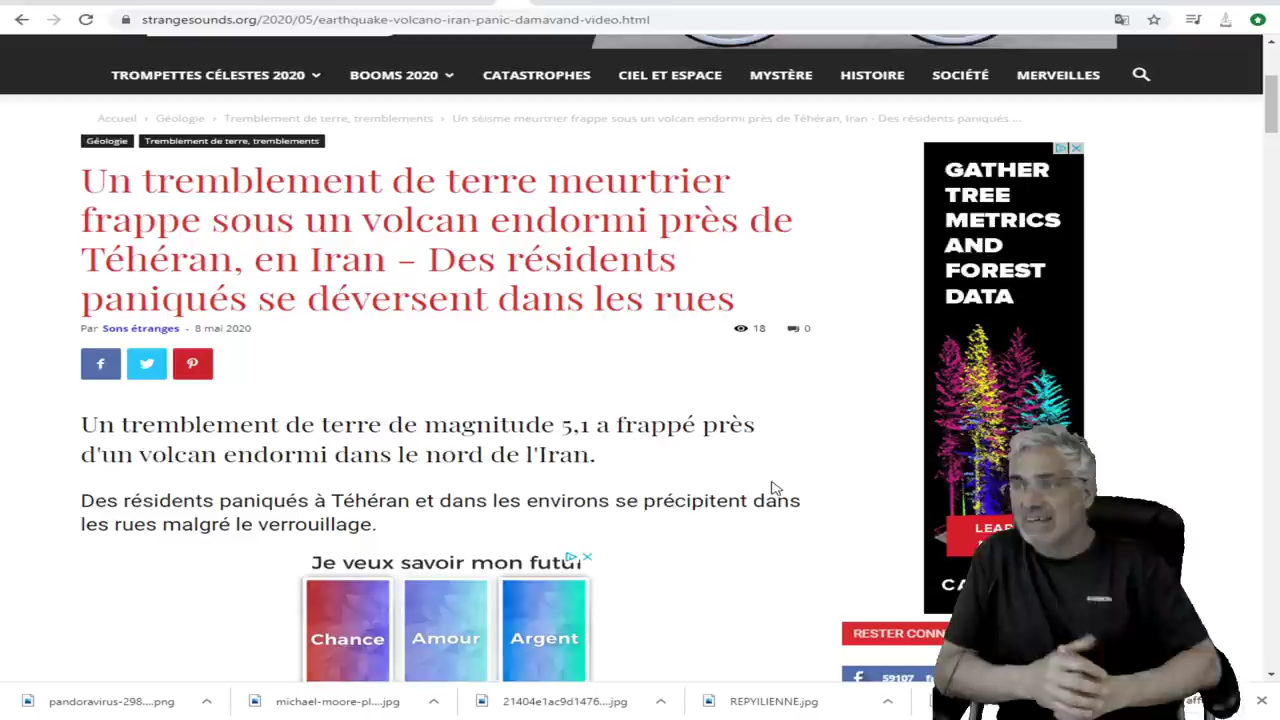 strangesounds.org/2020/05/earthquake-volcano-iran-panic-damavand-video.html
TROMPETTES CÉLESTES 2020 BOOMS 2020 CATASTROPHES CIEL ET ESPACE MYSTÈRE HISTOIRE SOCIÉTÉ MERVEILLES
Accueil > Géologie > Tremblement de terre, tremblements > Un séisme meurtrier frappe sous un volcan endormi près de Téhéran, Iran - Des résidents paniqués ...
Géologie Tremblement de terre, tremblements
Un tremblement de terre meurtrier
frappe sous un volcan endormi près de
Téhéran, en Iran – Des résidents
paniqués se déversent dans les rues
Par Sons étranges - 8 mai 2020 18 0
Un tremblement de terre de magnitude 5,1 a frappé près
d'un volcan endormi dans le nord de l'Iran.
Des résidents paniqués à Téhéran et dans les environs se précipitent dans
les rues malgré le verrouillage.
Je veux savoir mon futur
Chance Amour Argent
GATHER
TREE
METRICS
AND
FOREST
DATA
RESTER
59107
pandoravirus-298....png michael-moore-pl....jpg 21404e1ac9d1476....jpg REPYILIENNE.jpg